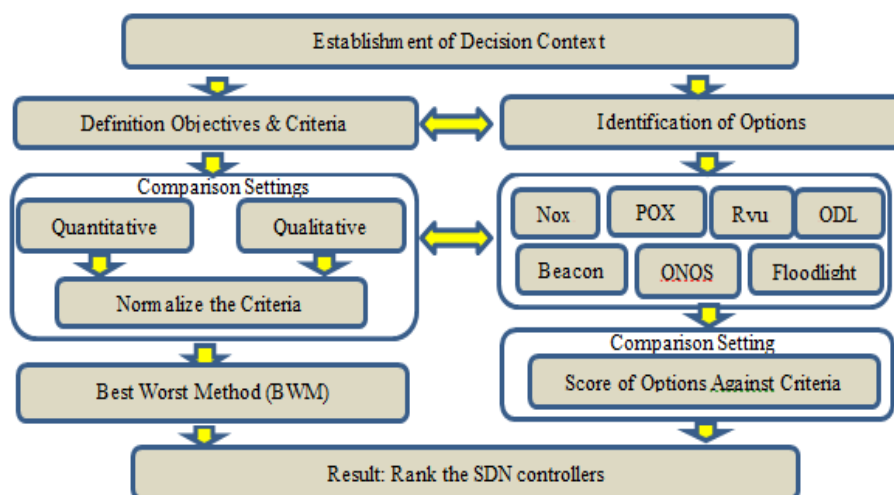 Establishment of Decision Context
Definition Objectives & Criteria
Identification of Options
Comparison Settings
Quantitative
Qualitative
Normalize the Criteria
Nox
POX
Rvu
ODL
Beacon
ONOS
Floodlight
Best Worst Method (BWM)
Comparison Setting
Score of Options Against Criteria
Result: Rank the SDN controllers